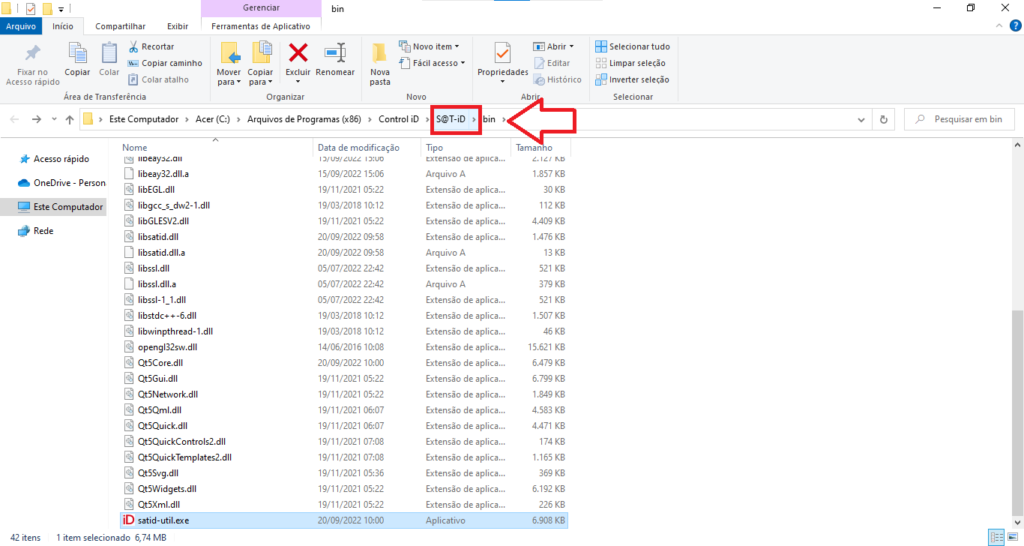 Gerenciar
bin
Arquivo
Início
Compartilhar
Exibir
Ferramentas de Aplicativo
Fixar no
Acesso rápido
Copiar
Colar
Recortar
Copiar caminho
Colar atalho
Área de Transferência
Mover
para
Copiar
para
Excluir
Renomear
Organizar
Nova
pasta
Novo item
Fácil acesso
Novo
Propriedades
Abrir
Editar
Histórico
Abrir
Selecionar tudo
Limpar seleção
Inverter seleção
Selecionar
Este Computador > Acer (C:) > Arquivos de Programas (x86) > Control iD > S@T-iD > bin >
Pesquisar em bin
Acesso rápido
OneDrive - Person
Este Computador
Rede
Nome Data de modificação Tipo Tamanho
libeay32.dll 15/09/2022 15:06 Extensão de aplica... 2.127 KB
libeay32.dll.a 15/09/2022 15:06 Arquivo A 1.857 KB
libEGL.dll 19/11/2021 05:22 Extensão de aplica... 30 KB
libgcc_s_dw2-1.dll 19/03/2018 10:12 Extensão de aplica... 112 KB
libGLESV2.dll 19/11/2021 05:22 Extensão de aplica... 4.409 KB
libsatid.dll 20/09/2022 09:58 Extensão de aplica... 1.476 KB
libsatid.dll.a 20/09/2022 09:58 Arquivo A 13 KB
libssl.dll 05/07/2022 22:42 Extensão de aplica... 521 KB
libssl.dll.a 05/07/2022 22:42 Arquivo A 379 KB
libssl-1_1.dll 05/07/2022 22:42 Extensão de aplica... 521 KB
libstdc++-6.dll 19/03/2018 10:12 Extensão de aplica... 1.507 KB
libwinpthread-1.dll 19/03/2018 10:12 Extensão de aplica... 46 KB
opengl32sw.dll 14/06/2016 10:08 Extensão de aplica... 15.621 KB
Qt5Core.dll 20/09/2022 10:00 Extensão de aplica... 6.479 KB
Qt5Gui.dll 19/11/2021 05:22 Extensão de aplica... 6.799 KB
Qt5Network.dll 19/11/2021 05:22 Extensão de aplica... 1.849 KB
Qt5Qml.dll 19/11/2021 06:07 Extensão de aplica... 4.583 KB
Qt5Quick.dll 19/11/2021 06:07 Extensão de aplica... 4.471 KB
Qt5QuickControls2.dll 19/11/2021 07:08 Extensão de aplica... 174 KB
Qt5QuickTemplates2.dll 19/11/2021 07:08 Extensão de aplica... 1.165 KB
Qt5Svg.dll 19/11/2021 05:36 Extensão de aplica... 369 KB
Qt5Widgets.dll 19/11/2021 05:22 Extensão de aplica... 6.192 KB
Qt5Xml.dll 19/11/2021 05:22 Extensão de aplica... 226 KB
iD satid-util.exe 20/09/2022 10:00 Aplicativo 6.908 KB
42 itens 1 item selecionado 6,74 MB